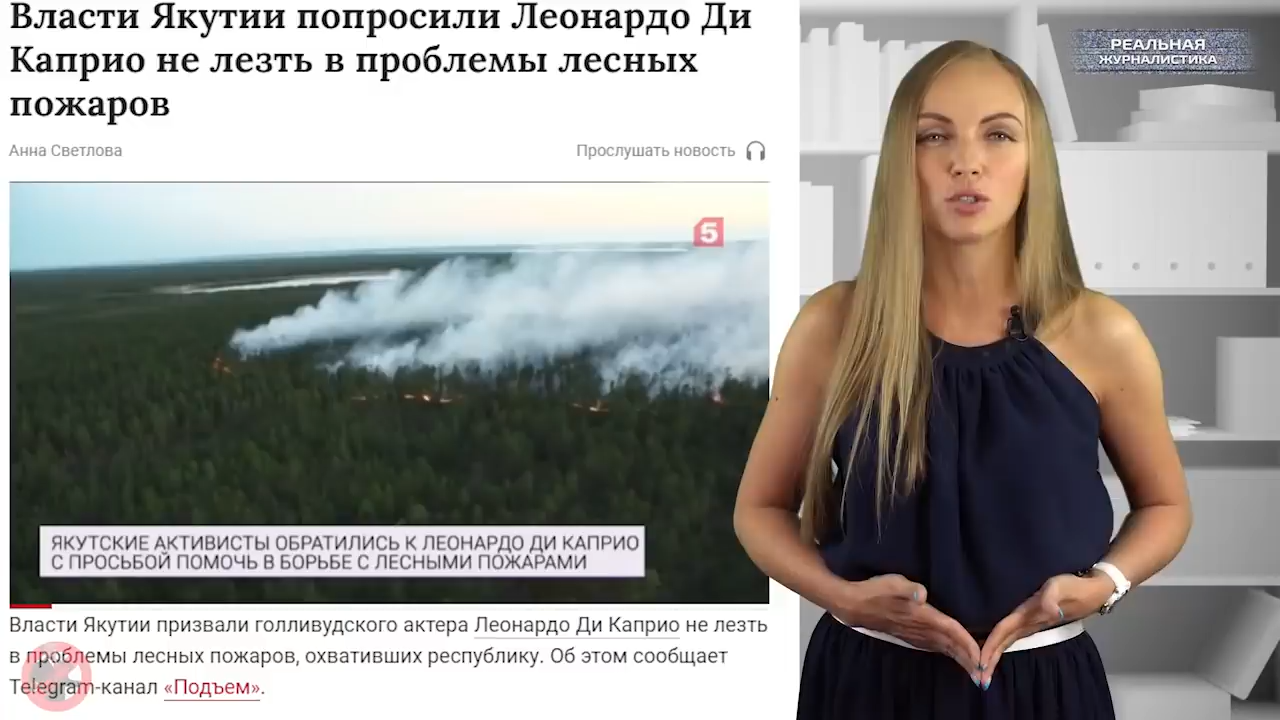 Власти Якутии попросили Леонардо Ди
Каприо не лезть в проблемы лесных
пожаров
Анна Светлова
Прослушать новость
5
ЯКУТСКИЕ АКТИВИСТЫ ОБРАТИЛИСЬ К ЛЕОНАРДО ДИ КАПРИО
С ПРОСЬБОЙ ПОМОЧЬ В БОРЬБЕ С ЛЕСНЫМИ ПОЖАРАМИ
Власти Якутии призвали голливудского актера Леонардо Ди Каприо не лезть
в проблемы лесных пожаров, охвативших республику. Об этом сообщает
Telegram-канал «Подъем».
РЕАЛЬНАЯ
ЖУРНАЛИСТИКА